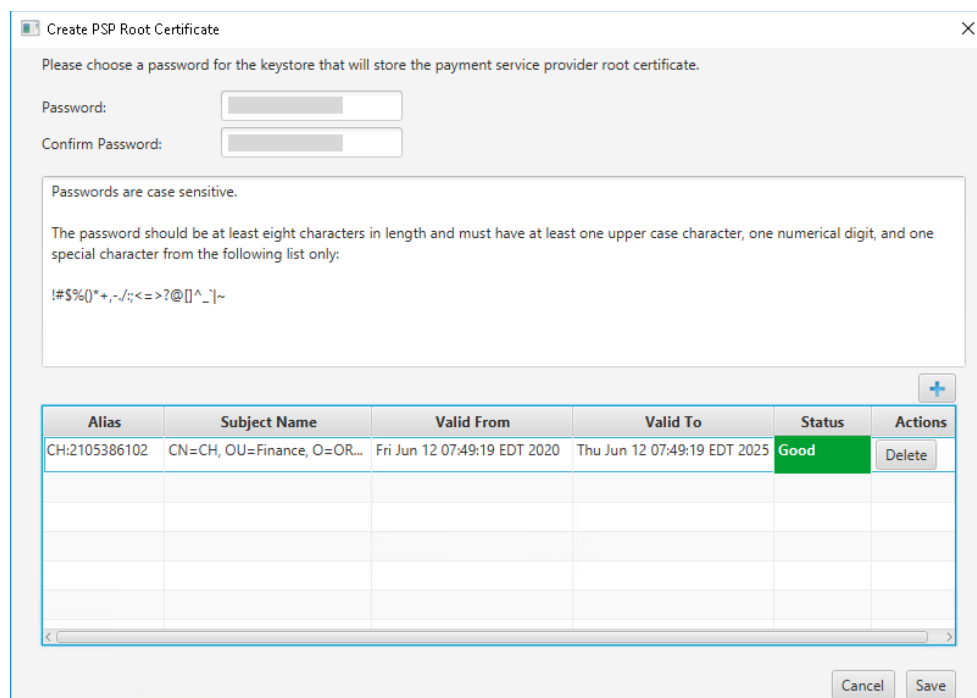 Create PSP Root Certificate
Please choose a password for the keystore that will store the payment service provider root certificate.
Password:
Confirm Password:
Passwords are case sensitive.
The password should be at least eight characters in length and must have at least one upper case character, one numerical digit, and one
special character from the following list only:
!#$%()*+,-./:;<=>?@[]^_`|~
Alias Subject Name Valid From Valid To Status Actions
CH:2105386102 CN=CH, OU=Finance, O=OR... Fri Jun 12 07:49:19 EDT 2020 Thu Jun 12 07:49:19 EDT 2025 Good Delete
Cancel Save